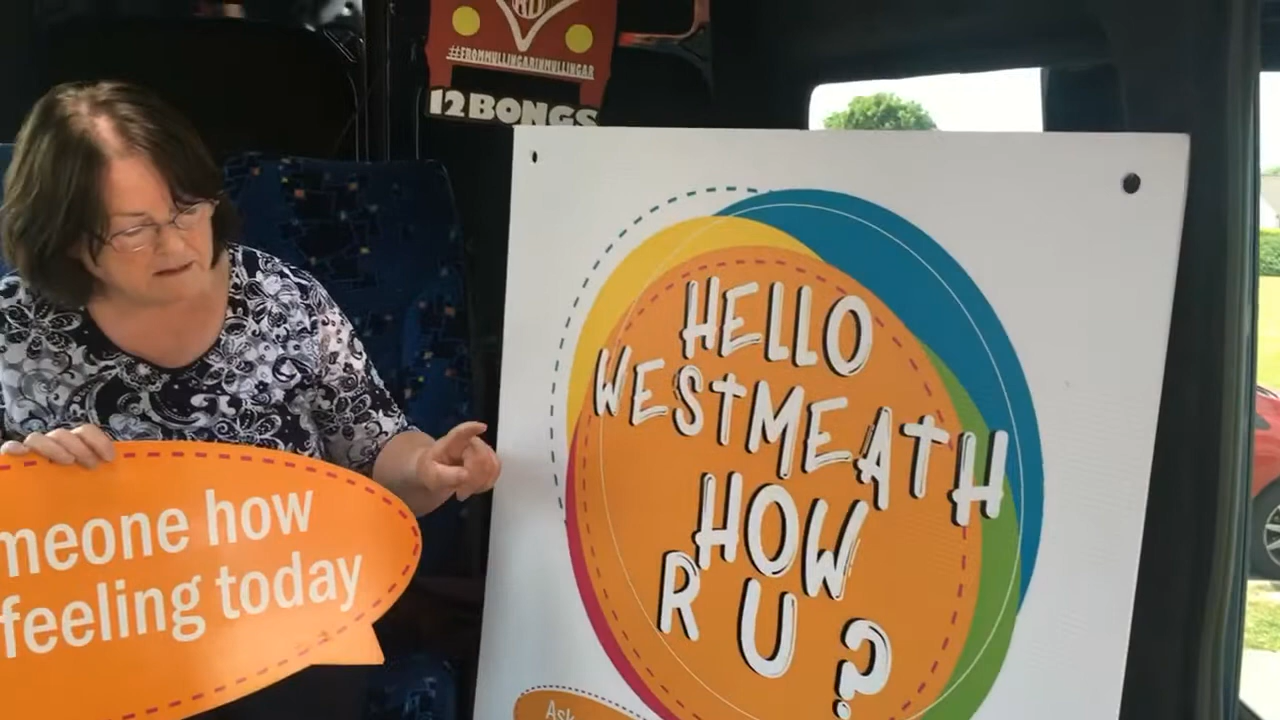 #FROMMULLINGARINMULLINGAR
12 BONGS
HELLO
WESTMEATH
HOW
R U ?
meone how
feeling today
Ask